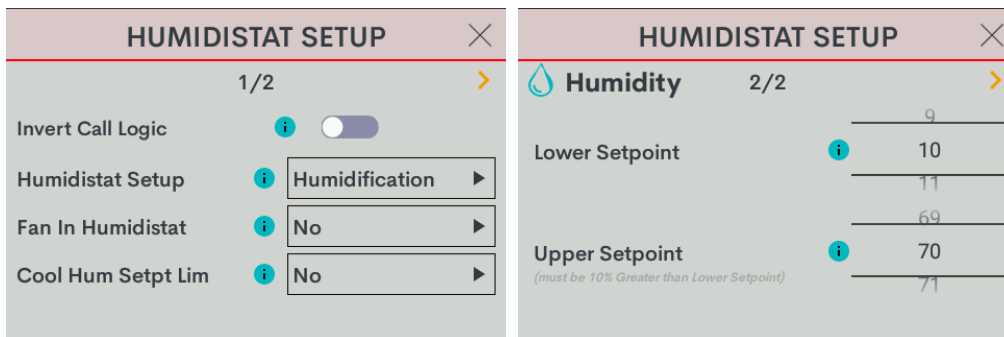 HUMIDISTAT SETUP
1/2
Invert Call Logic i
Humidistat Setup i Humidification
Fan In Humidistat i No
Cool Hum Setpt Lim i No
HUMIDISTAT SETUP
Humidity 2/2
9
Lower Setpoint i 10
11
69
Upper Setpoint i 70
(must be 10% Greater than Lower Setpoint)
71